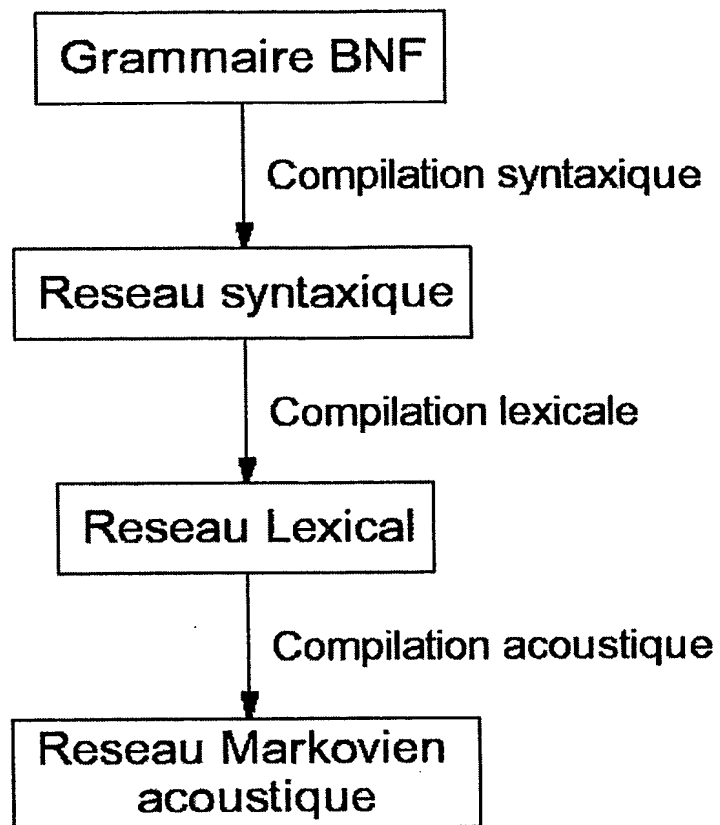 Grammaire BNF
Compilation syntaxique
Reseau syntaxique
Compilation lexicale
Reseau Lexical
Compilation acoustique
Reseau Markovien
acoustique